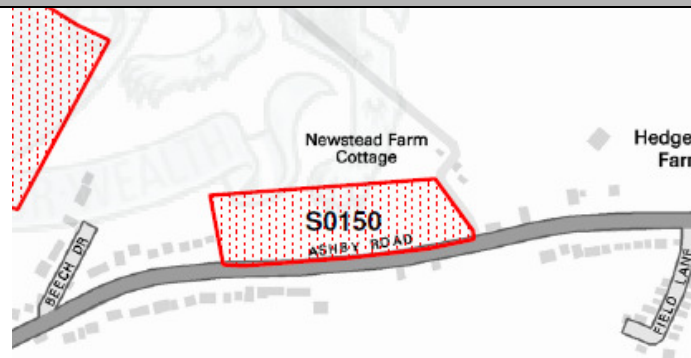 Newstead Farm
Cottage
Hedge
Farm
S0150
ASHBY ROAD
BEECH DR
FIELD LANE